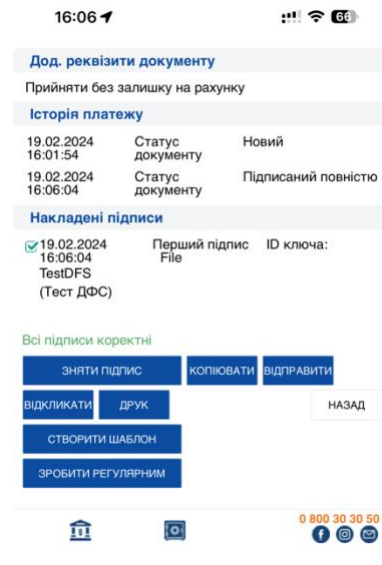 16:06
66
Дод. реквізити документу
Прийняти без залишку на рахунку
Історія платежу
19.02.2024 Статус Новий
16:01:54 документу
19.02.2024 Статус Підписаний повністю
16:06:04 документу
Накладені підписи
19.02.2024 Перший підпис ID ключа:
16:06:04 File
TestDFS
(Тест ДФС)
Всі підписи коректні
ЗНЯТИ ПІДПИС КОПІЮВАТИ ВІДПРАВИТИ
ВІДКЛИКАТИ ДРУК НАЗАД
СТВОРИТИ ШАБЛОН
ЗРОБИТИ РЕГУЛЯРНИМ
0 800 30 30 50